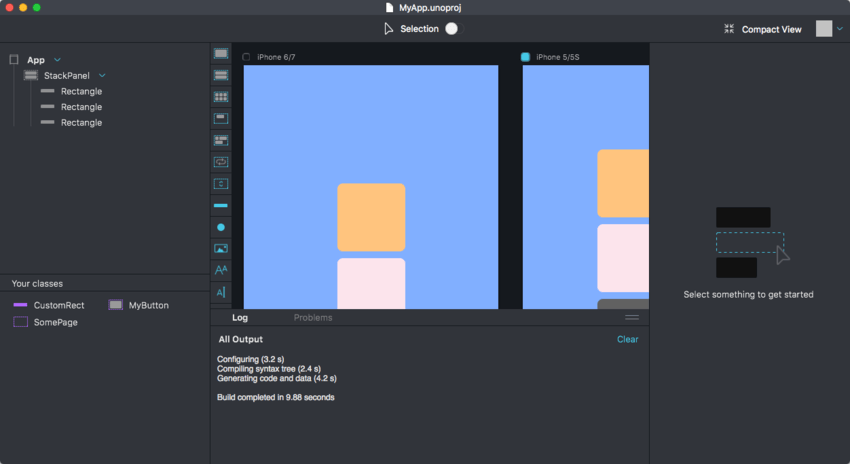 MyApp.unoproj
Selection
Compact View
App
StackPanel
Rectangle
Rectangle
Rectangle
Your classes
CustomRect
MyButton
SomePage
AA
A
iPhone 6/7
iPhone 5/5S
Log
Problems
All Output
Clear
Configuring (3.2 s)
Compiling syntax tree (2.4 s)
Generating code and data (4.2 s)
Build completed in 9.88 seconds
Select something to get started